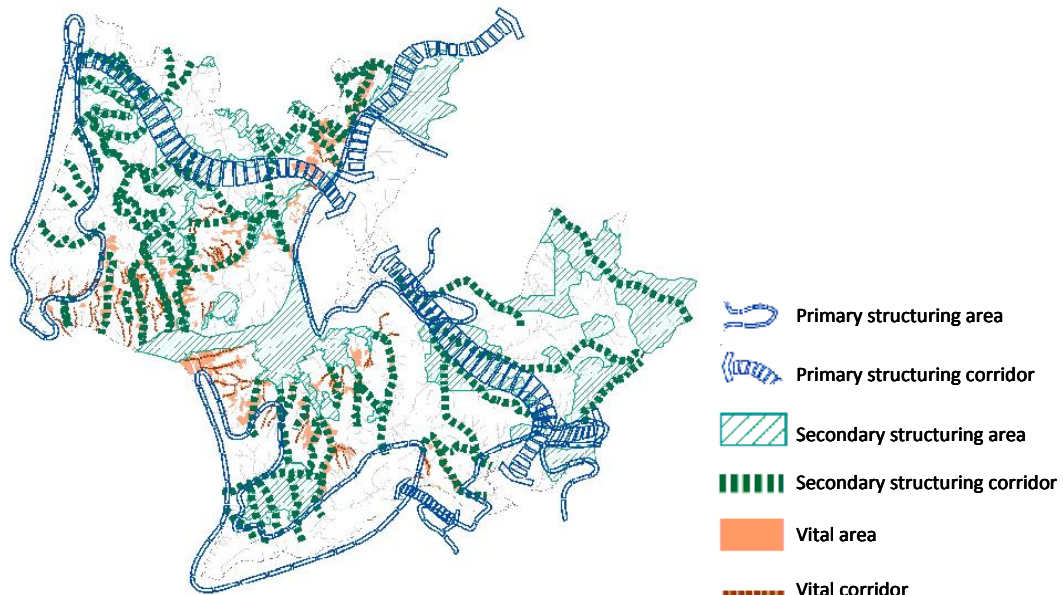 Primary structuring area
Primary structuring corridor
Secondary structuring area
Secondary structuring corridor
Vital area
Vital corridor